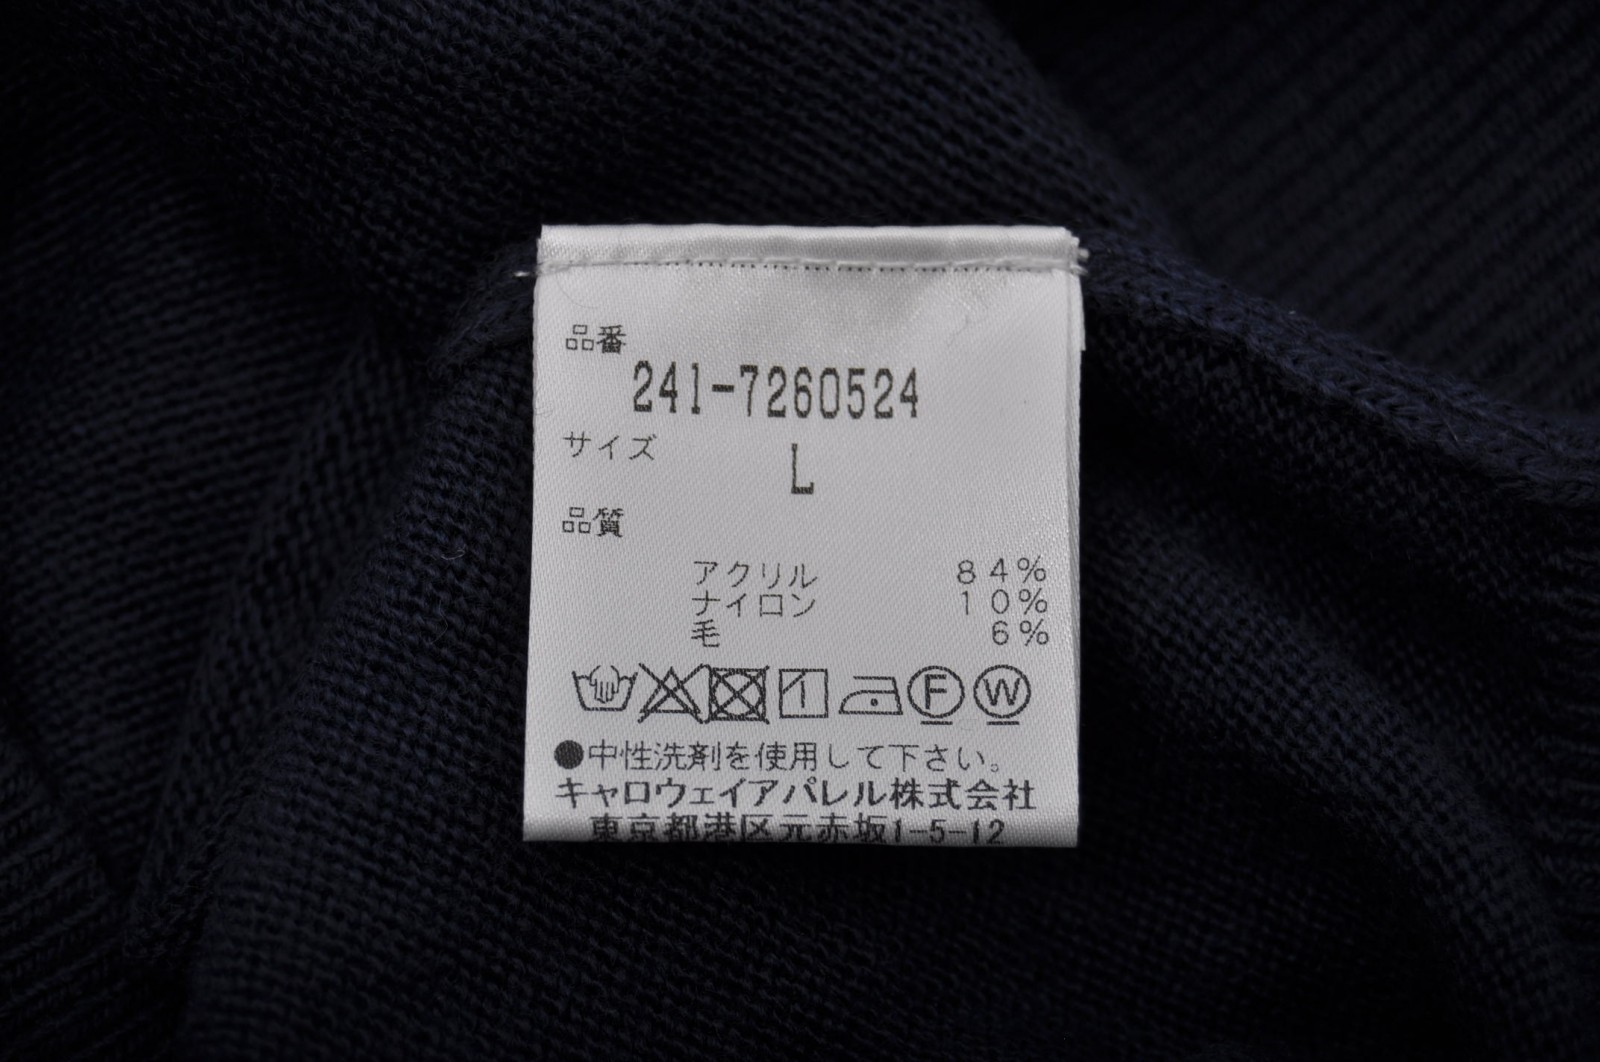 品番
241-7260524
サイズ
L
品質
アクリル 84%
ナイロン 10%
毛 6%
F W
●中性洗剤を使用して下さい。
キャロウェイアパレル株式会社
東京都港区元赤坂1-5-12